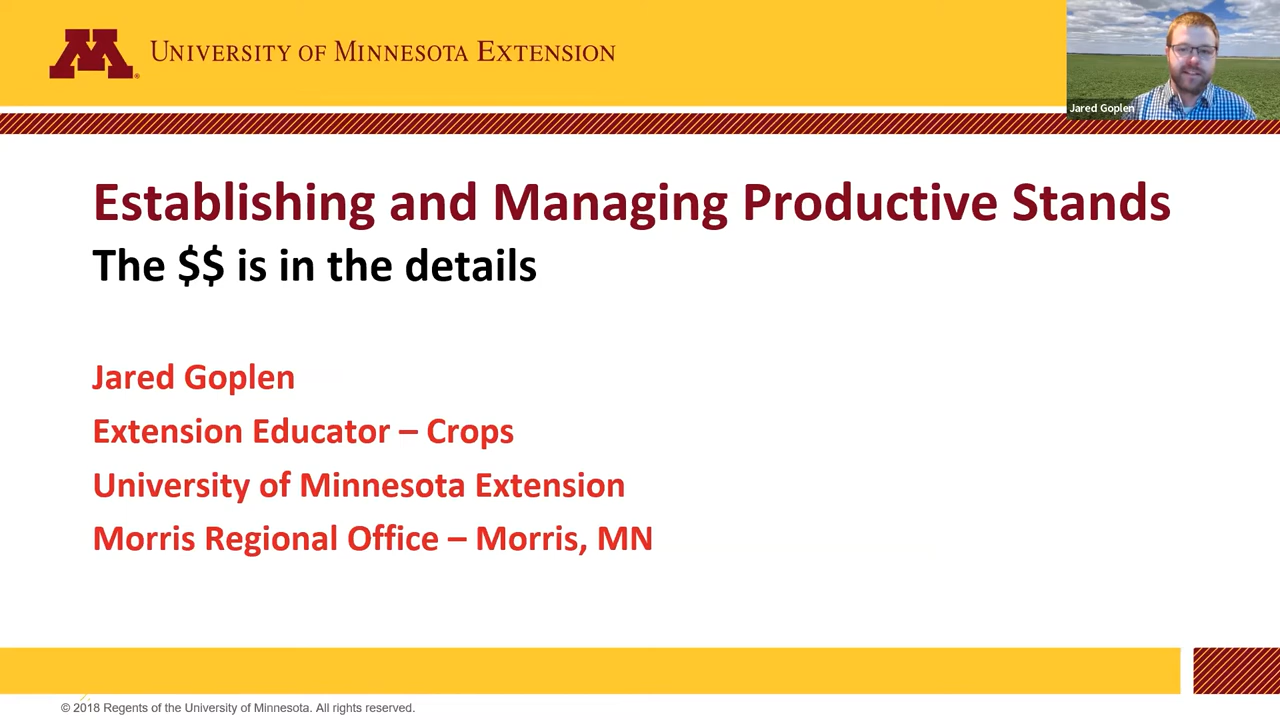 UNIVERSITY OF MINNESOTA EXTENSION
Jared Goplen
Establishing and Managing Productive Stands
The $$ is in the details
Jared Goplen
Extension Educator – Crops
University of Minnesota Extension
Morris Regional Office – Morris, MN
© 2018 Regents of the University of Minnesota. All rights reserved.